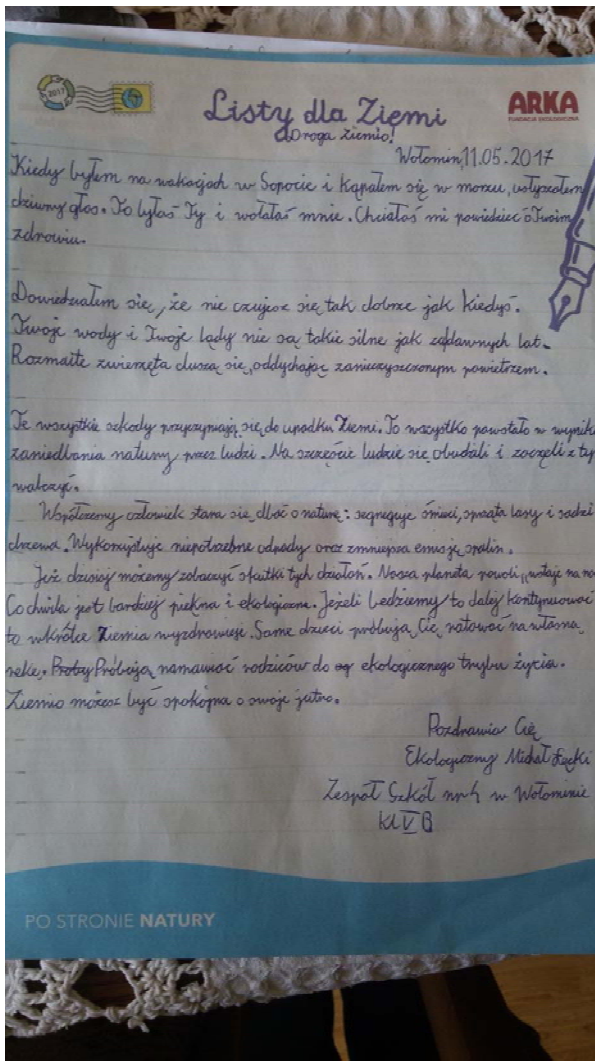 2017
ARKA
FUNDACJA EKOLOGICZNA
Listy dla Ziemi
Droga Ziemio!
Wołomin, 11.05.2017
Kiedy byłem na wakacjach w Sopocie i kąpałem się w morzu, usłyszałem
dziwny głos. To byłaś Ty i wołałaś mnie. Chciałaś mi powiedzieć o Twoim
zdrowiu.
Dowiedziałem się, że nie czujesz się tak dobrze jak kiedyś.
Twoje wody i Twoje lądy nie są takie silne jak zadawnych lat.
Rozmaite zwierzęta duszą się, oddychając zanieczyszczonym powietrzem.
Te wszystkie szkody przyczyniają się do upadku Ziemi. To wszystko powstało w wynik
zaniedbania natury przez ludzi. Na szczęście ludzie się obudzili i zaczęli z ty
walczyć.
Współczesny człowiek stara się dbać o naturę: segreguje śmieci, sprząta lasy i sadzi
drzewa. Wykorzystuje niepotrzebne odpady oraz zmniejsza emisję spalin.
Już dzisiaj możemy zobaczyć skutki tych działań. Nasza planeta powoli „wstaje na no
Co chwila jest bardziej piękna i ekologiczna. Jeżeli będziemy to dalej kontynuować
to wkrótce Ziemia wyzdrowieje. Same dzieci próbują Cię ratować na własną
rękę. Próbują namawiać rodziców do ekologicznego trybu życia.
Ziemio możesz być spokojna o swoje jutro.
Pozdrawia Cię
Ekologiczny Michał Łęcki
Zespół Szkół nr 4 w Wołominie
kl V B
PO STRONIE NATURY